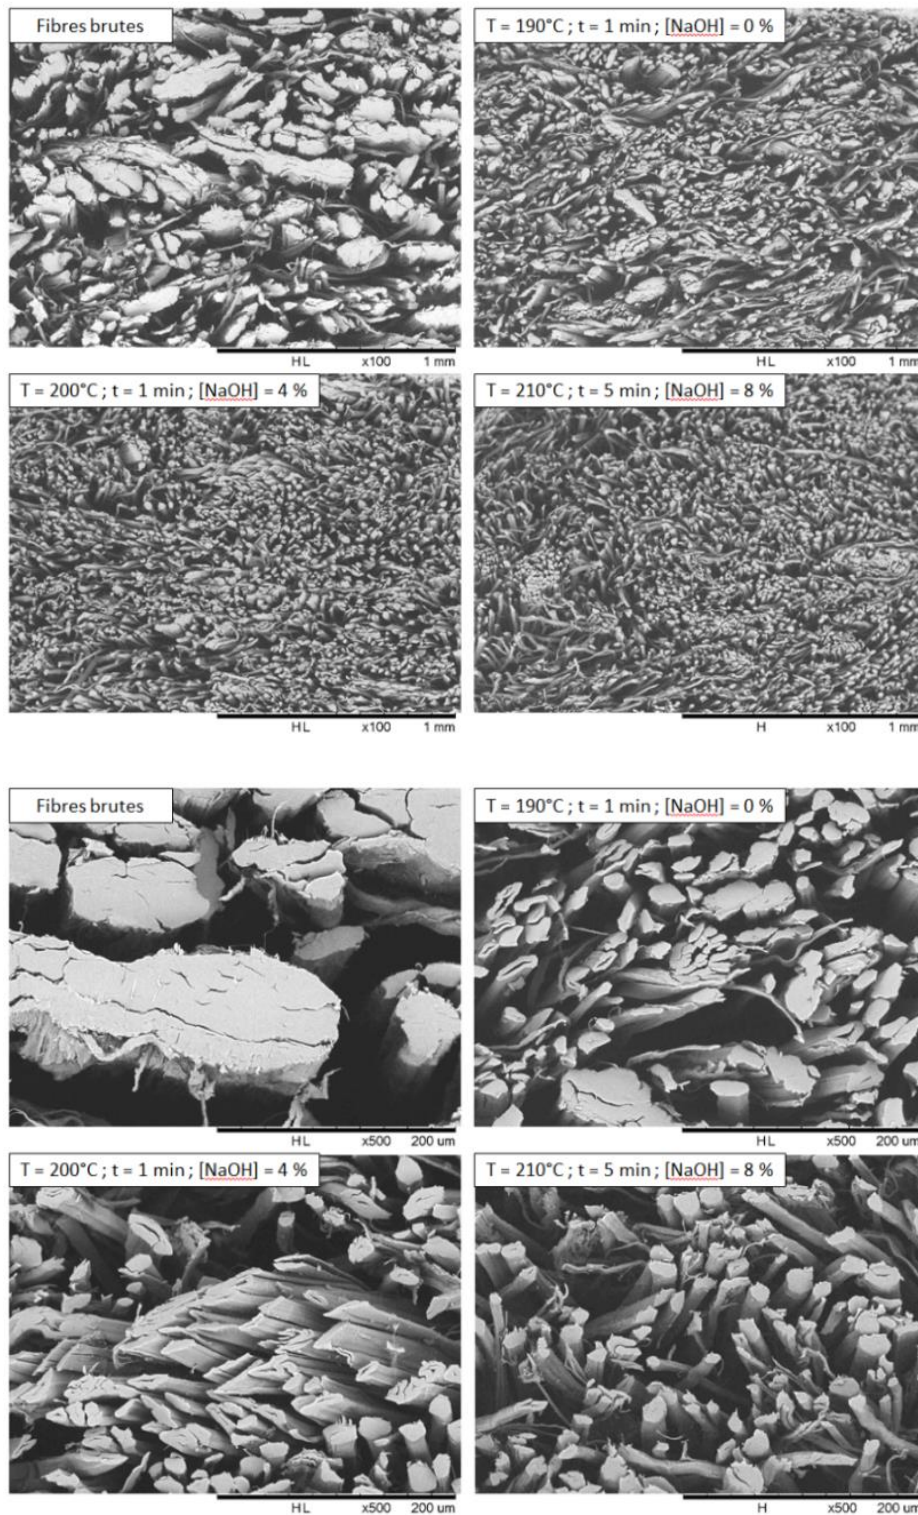 Fibres brutes
T = 190°C ; t = 1 min ; [NaOH] = 0 %
HL x100 1 mm
HL x100 1 mm
T = 200°C ; t = 1 min ; [NaOH] = 4 %
T = 210°C ; t = 5 min ; [NaOH] = 8 %
HL x100 1 mm
H x100 1 mm
Fibres brutes
T = 190°C ; t = 1 min ; [NaOH] = 0 %
HL x500 200 um
HL x500 200 um
T = 200°C ; t = 1 min ; [NaOH] = 4 %
T = 210°C ; t = 5 min ; [NaOH] = 8 %
HL x500 200 um
H x500 200 um